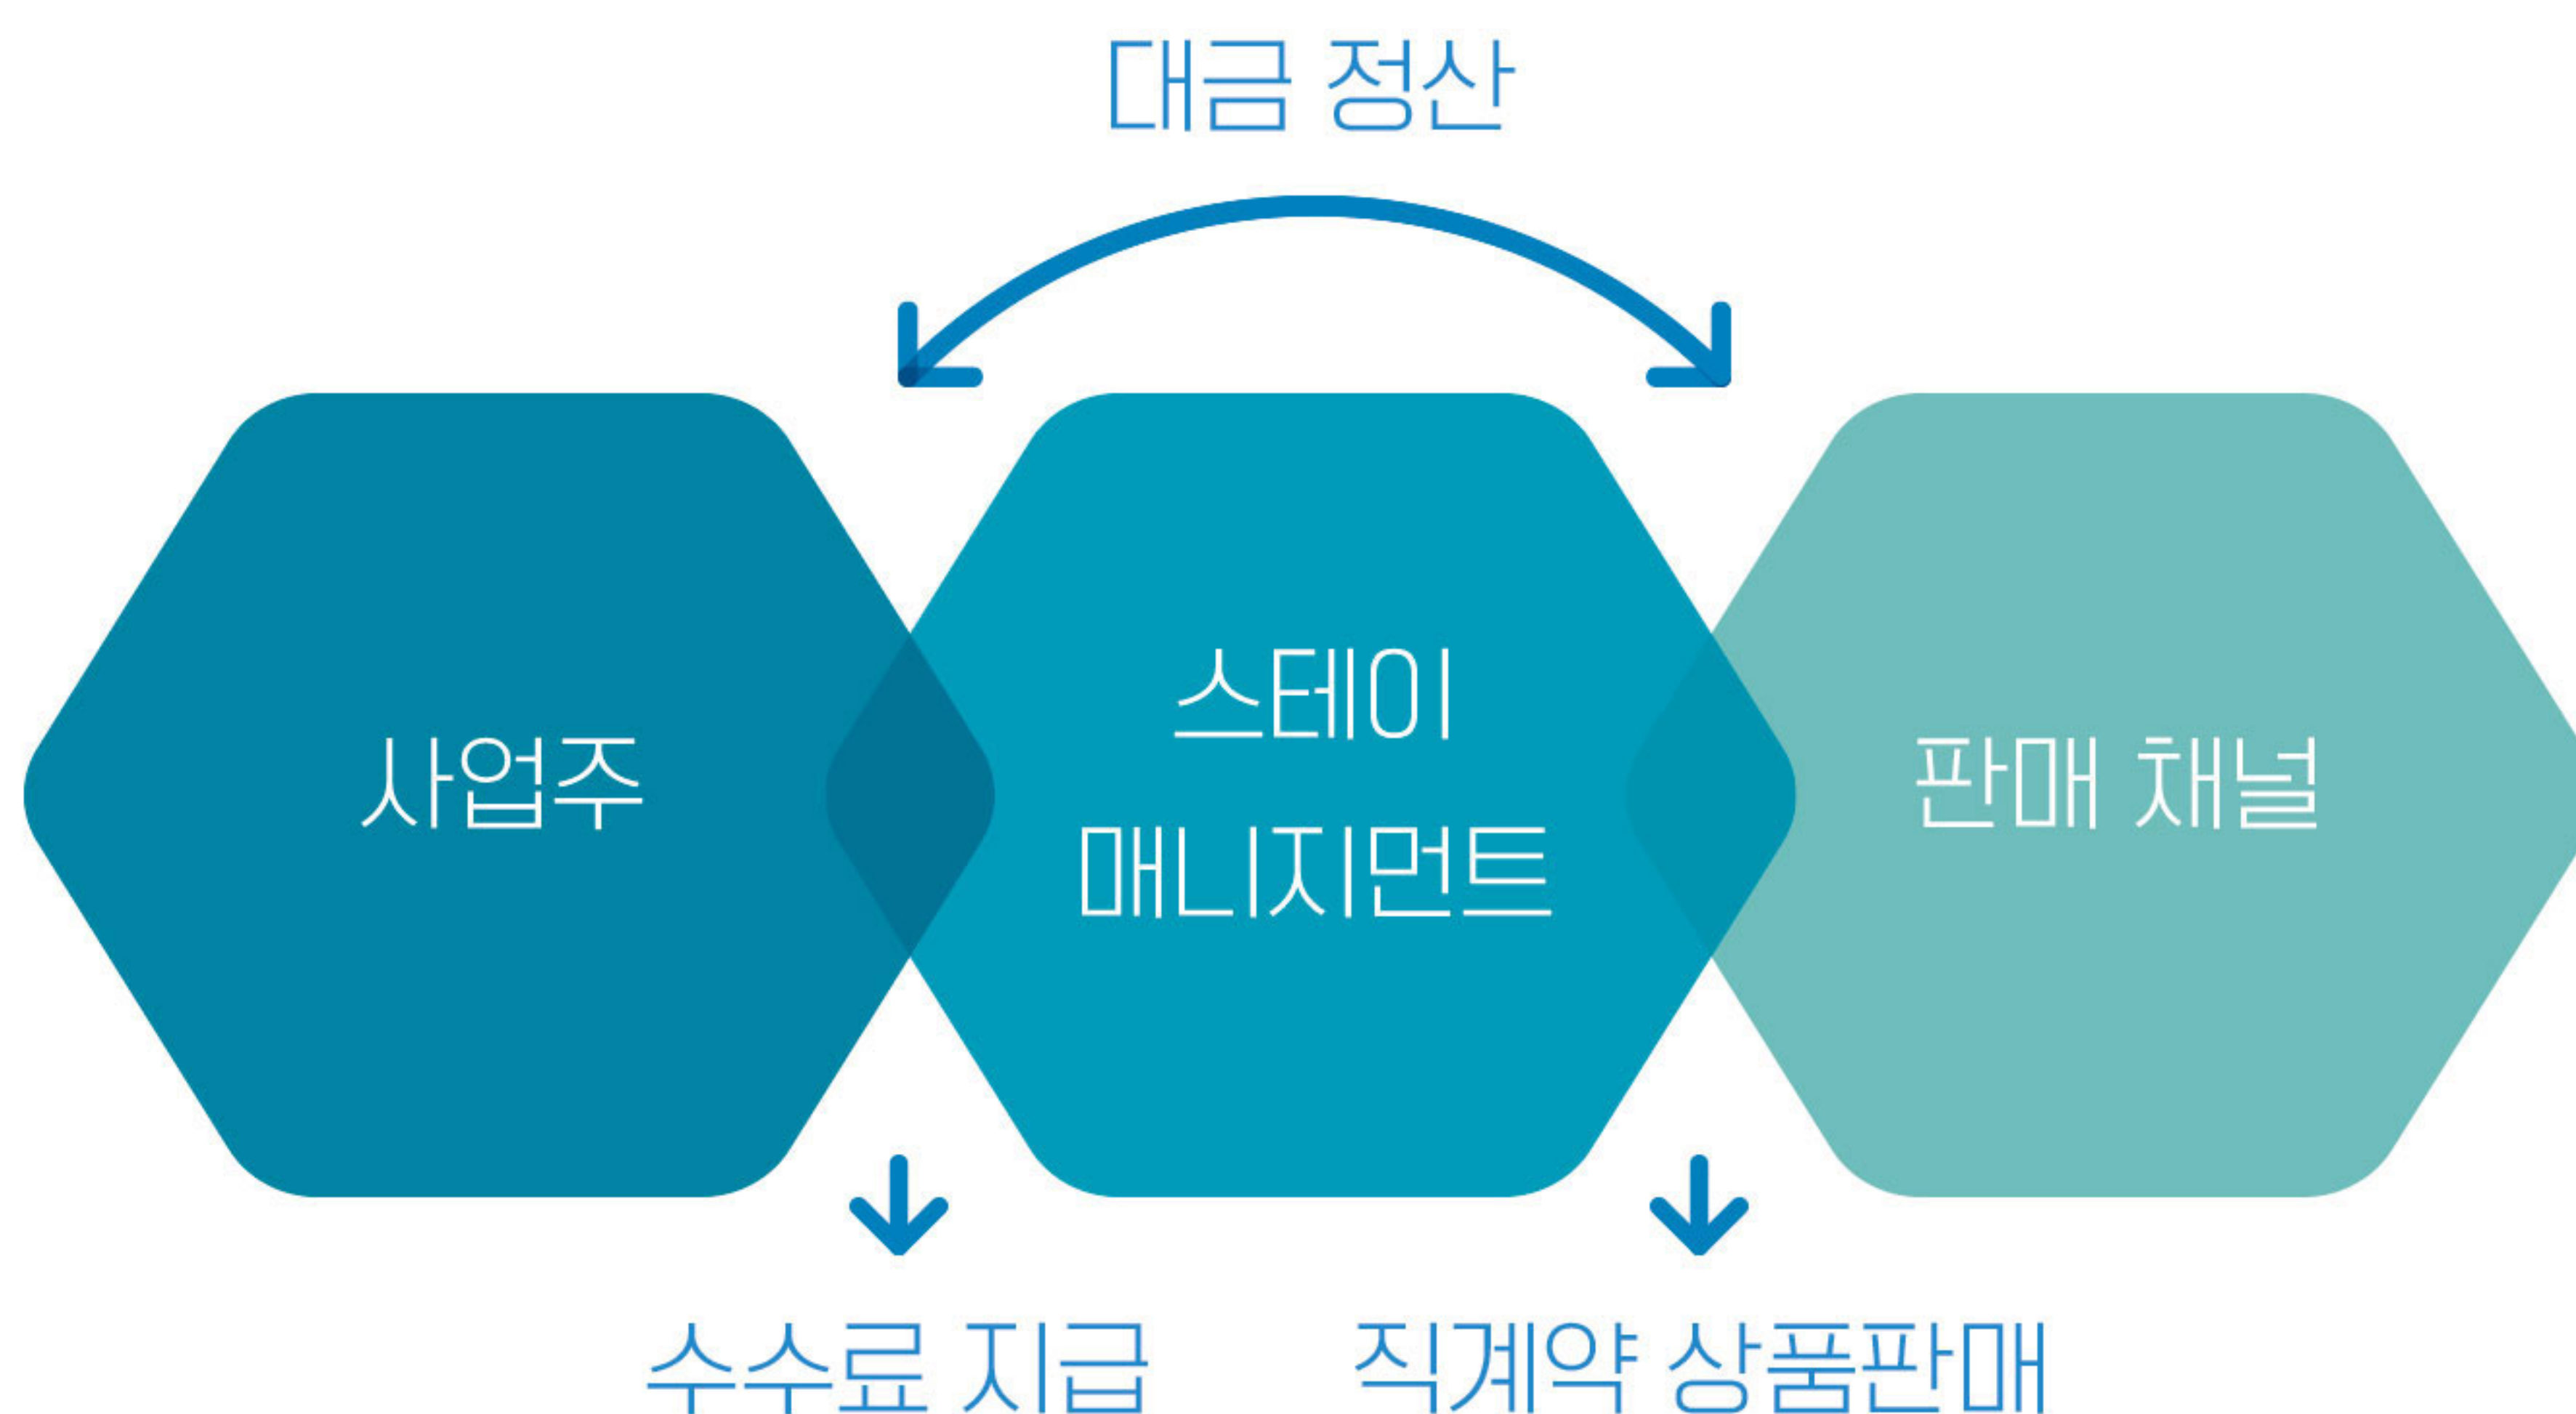 대금 정산
사업주
스테이
매니지먼트
판매 채널
수수료 지급
직계약 상품판매